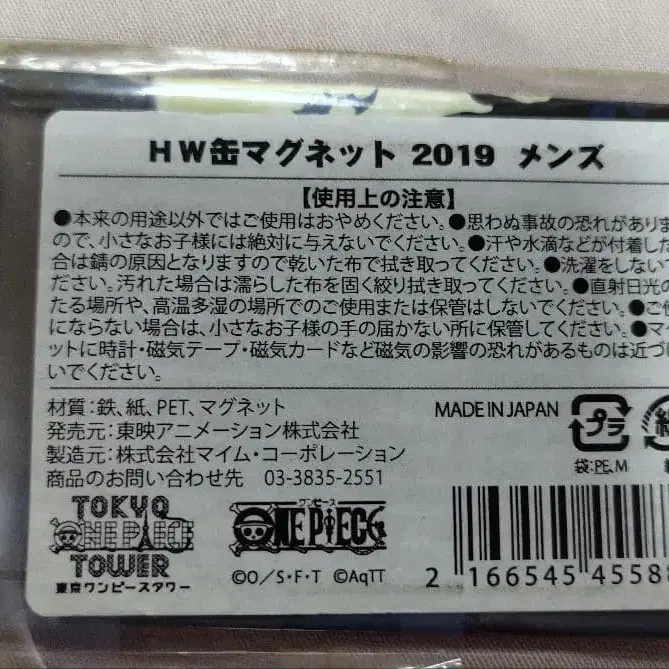 HW缶マグネット 2019 メンズ
【使用上の注意】
●本来の用途以外ではご使用はおやめください。●思わぬ事故の恐れがありま
ので、小さなお子様には絶対に与えないでください。●汗や水滴などが付着した
合は錆の原因となりますので乾いた布で拭き取ってください。●洗濯をしない
ださい。汚れた場合は濡らした布を固く絞り拭き取ってください。●直射日光の
たる場所や、高温多湿の場所でのご使用または保管はしないでください。●ご使
にならない場合は、小さなお子様の手の届かない所に保管してください。●マ
ットに時計・磁気テープ・磁気カードなど磁気の影響の恐れがあるものは近づけ
いでください。
材質：鉄、紙、PET、マグネット
MADE IN JAPAN
発売元：東映アニメーション株式会社
製造元：株式会社マイム・コーポレーション
商品のお問い合わせ先 03-3835-2551
プラ
袋:PE、M
紙
TOKYO
ONE PIECE
TOWER
東京ワンピースタワー
ワンピース
ONE PIECE
©O／S・F・T ©AqTT
2 166545 45588